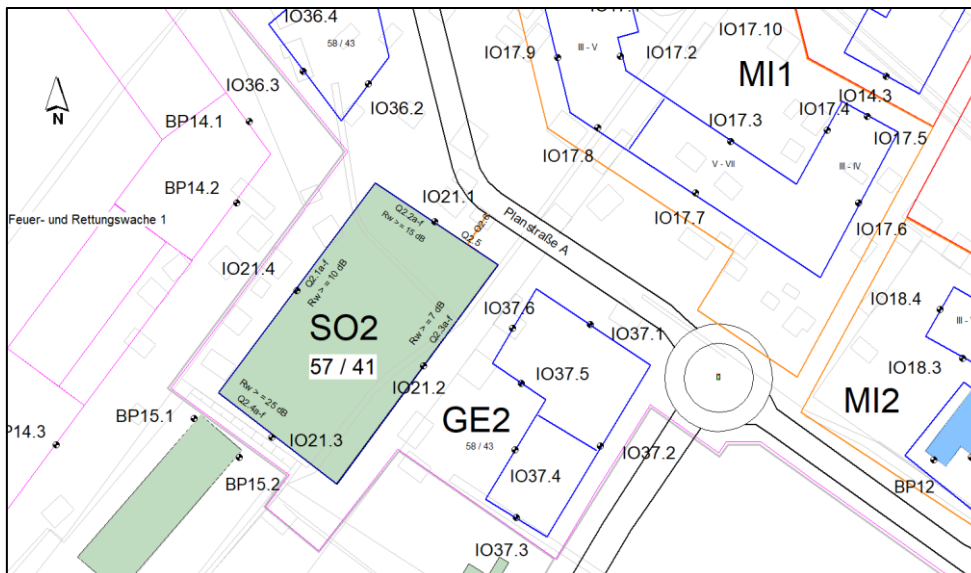 IO36.4
58 / 43
IO36.3
IO36.2
BP14.1
BP14.2
Feuer- und Rettungswache 1
IO17.9
III - V
IO17.2
IO17.10
MI1
IO14.3
IO17.4
IO17.5
IO17.3
IO17.8
V - VII
III - IV
IO17.7
IO17.6
N
IO21.1
Q2.2a-f
Rw > = 15 dB
Q2.6
Q2.5
Planstraße A
IO21.4
Q2.1a-f
Rw > = 10 dB
SO2
57 / 41
Rw > = 7 dB
Q2.3a-f
IO21.2
Rw > = 25 dB
Q2.4a-f
IO21.3
BP15.1
BP15.2
IO37.6
IO37.1
IO37.5
GE2
58 / 43
IO37.2
IO37.4
IO37.3
IO18.4
IO18.3
MI2
BP12